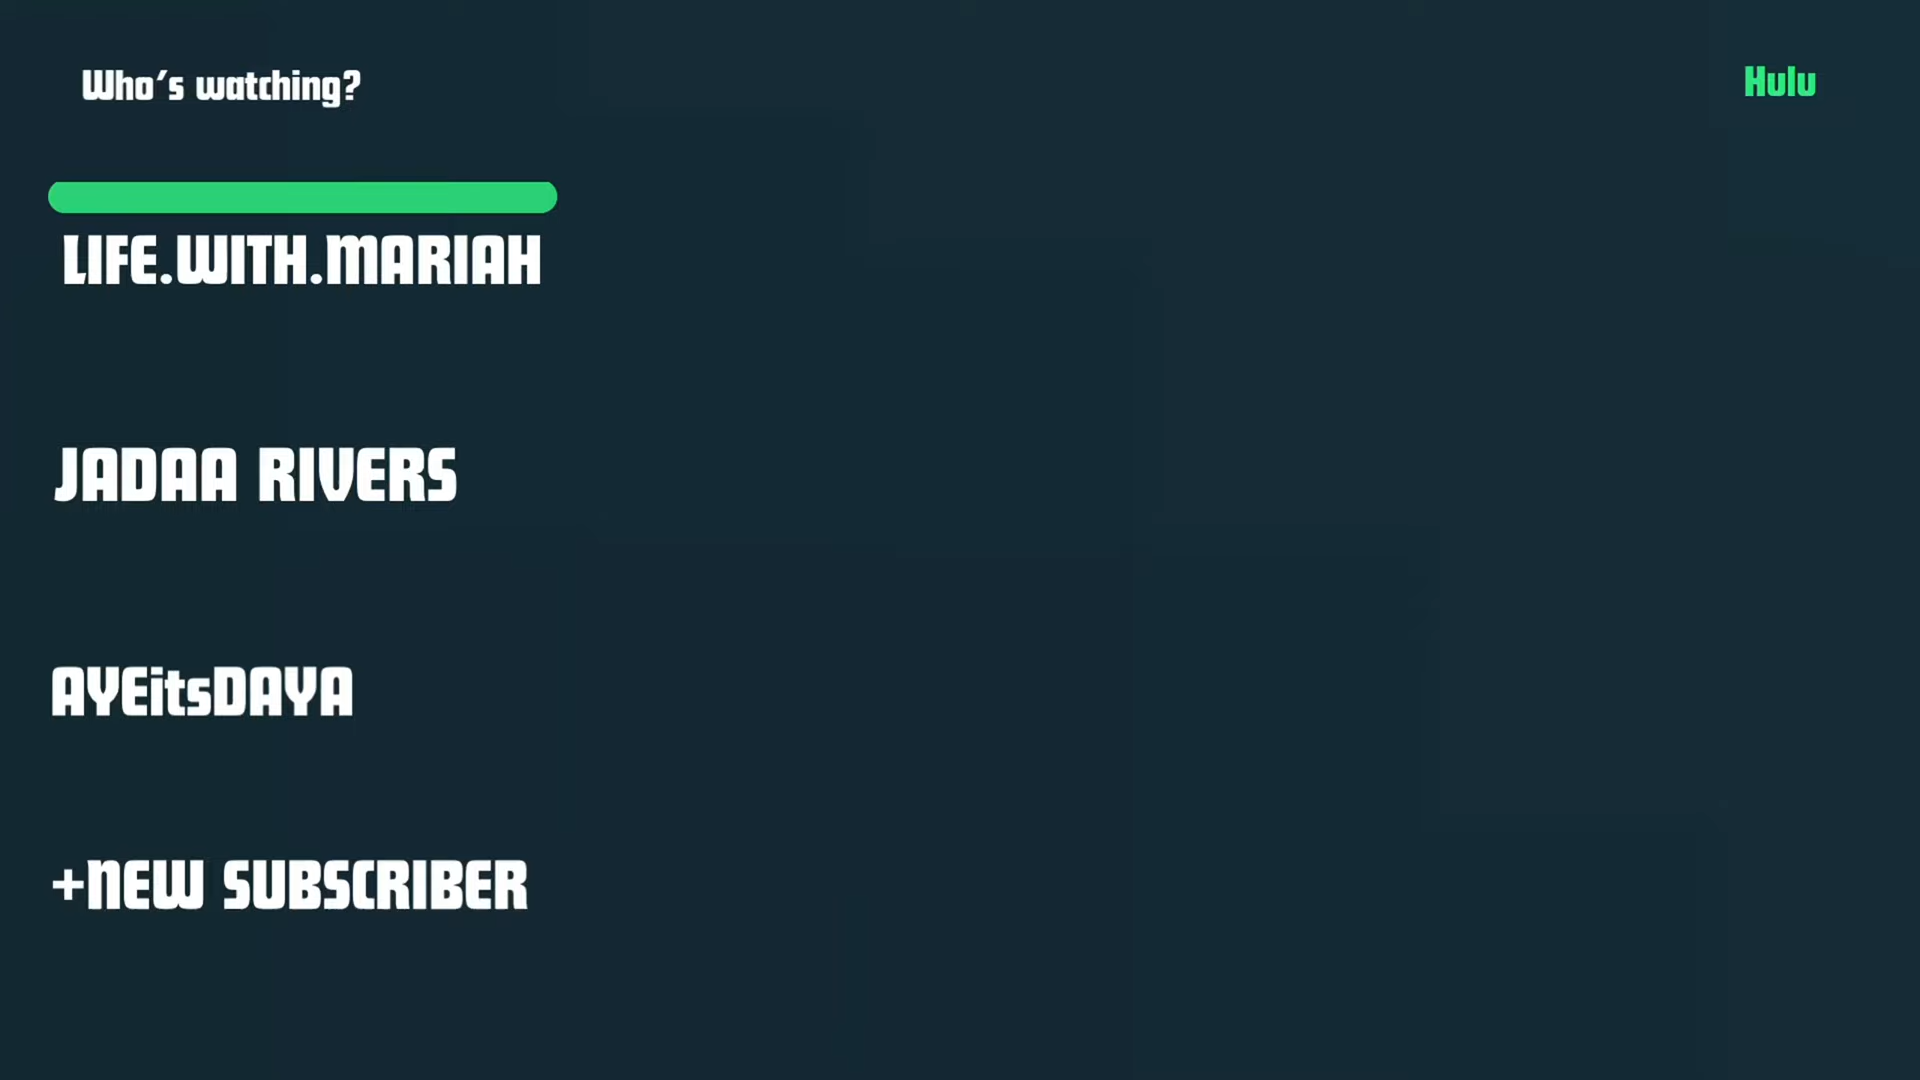 Who's watching?
Hulu
LIFE.WITH.MARIAH
JADAA RIVERS
AYEitsDAYA
+NEW SUBSCRIBER